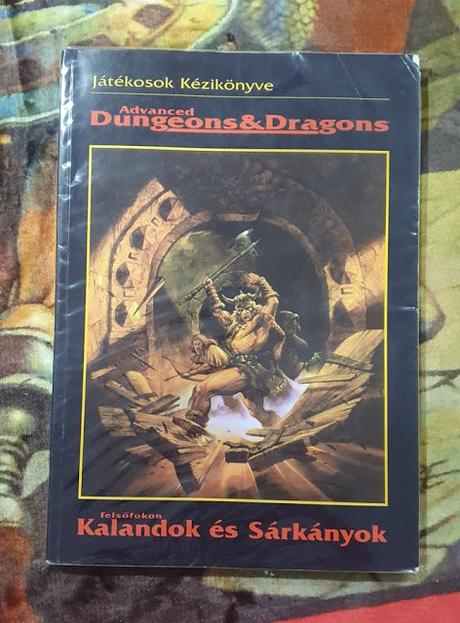 Játékosok Kézikönyve
Advanced
Dungeons&Dragons
Felsőfokon
Kalandok és Sárkányok